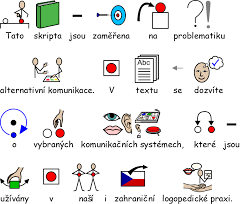 Tato skripta jsou zaměřena na problematiku
alternativní komunikace. V textu se dozvíte
o vybraných komunikačních systémech, které jsou
užívány v naší i zahraniční logopedické praxi.